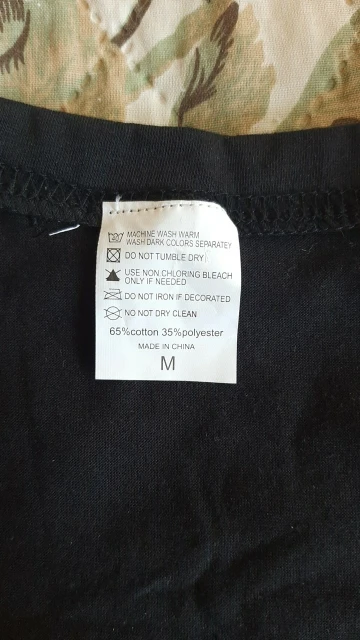 MACHINE WASH WARM
WASH DARK COLORS SEPARATEY
DO NOT TUMBLE DRY
USE NON CHLORING BLEACH
ONLY IF NEEDED
DO NOT IRON IF DECORATED
NO NOT DRY CLEAN
65%cotton 35%polyester
MADE IN CHINA
M